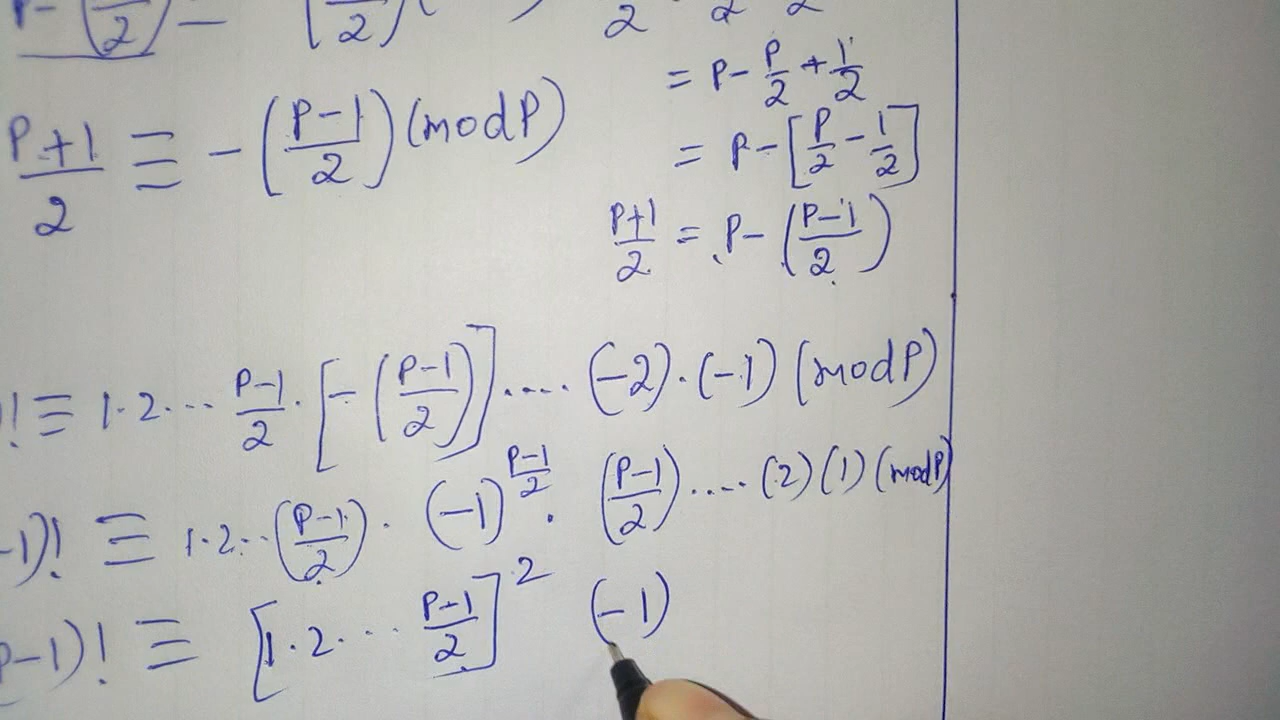 P - (/2) = (/2)( ) /2 /2 /2
= P - P/2 + 1/2
P+1/2 ≡ - (P-1/2) (mod P)
= P - [P/2 - 1/2]
P+1/2 = P - (P-1/2)
)! ≡ 1·2··· P-1/2 · [- (P-1/2)] ···· (-2)·(-1) (mod P)
-1)! ≡ 1·2··· (P-1/2) · (-1)^(P-1/2) · (P-1/2) ···· (2)(1) (mod P)
P-1)! ≡ [1·2··· P-1/2]^2 (-1)